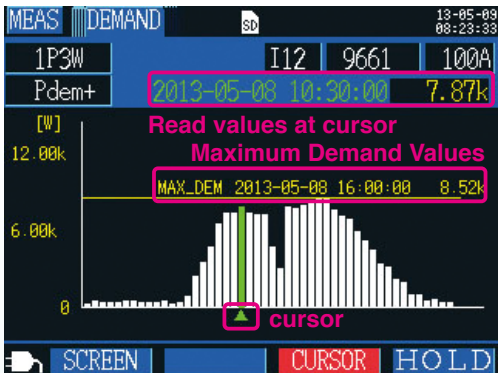 MEAS DEMAND SD 13-05-09
08:23:33
1P3W I12 9661 100A
Pdem+ 2013-05-08 10:30:00 7.87k
[W] Read values at cursor
12.00k Maximum Demand Values
MAX_DEM 2013-05-08 16:00:00 8.52k
6.00k
0
cursor
SCREEN CURSOR HOLD